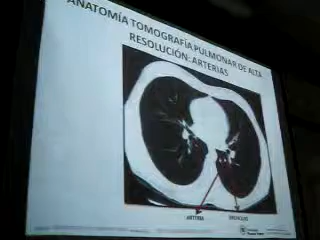 ANATOMÍA TOMOGRAFÍA PULMONAR DE ALTA
RESOLUCIÓN: ARTERIAS
ARTERIA BRONQUIO